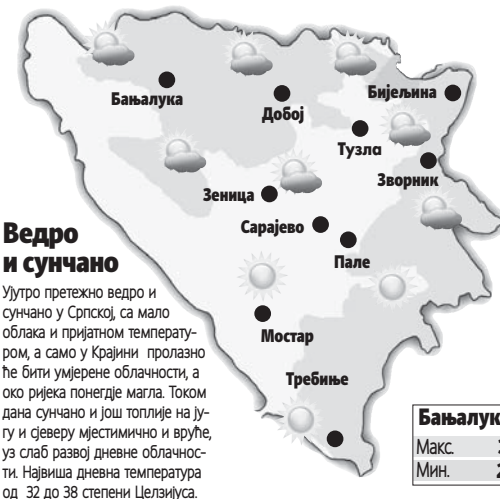 Бањалука
Добој
Бијељина
Тузла
Зворник
Зеница
Сарајево
Пале
Мостар
Требиње
Ведро
и сунчано
Ујутро претежно ведро и
сунчано у Српској, са мало
облака и пријатном температу-
ром, а само у Крајини пролазно
ће бити умјерене облачности, а
око ријека понегдје магла. Током
дана сунчано и још топлије на ју-
гу и сјеверу мјестимично и вруће,
уз слаб развој дневне облачнос-
ти. Највиша дневна температура
од 32 до 38 степени Целзијуса.
Макс.
Мин.